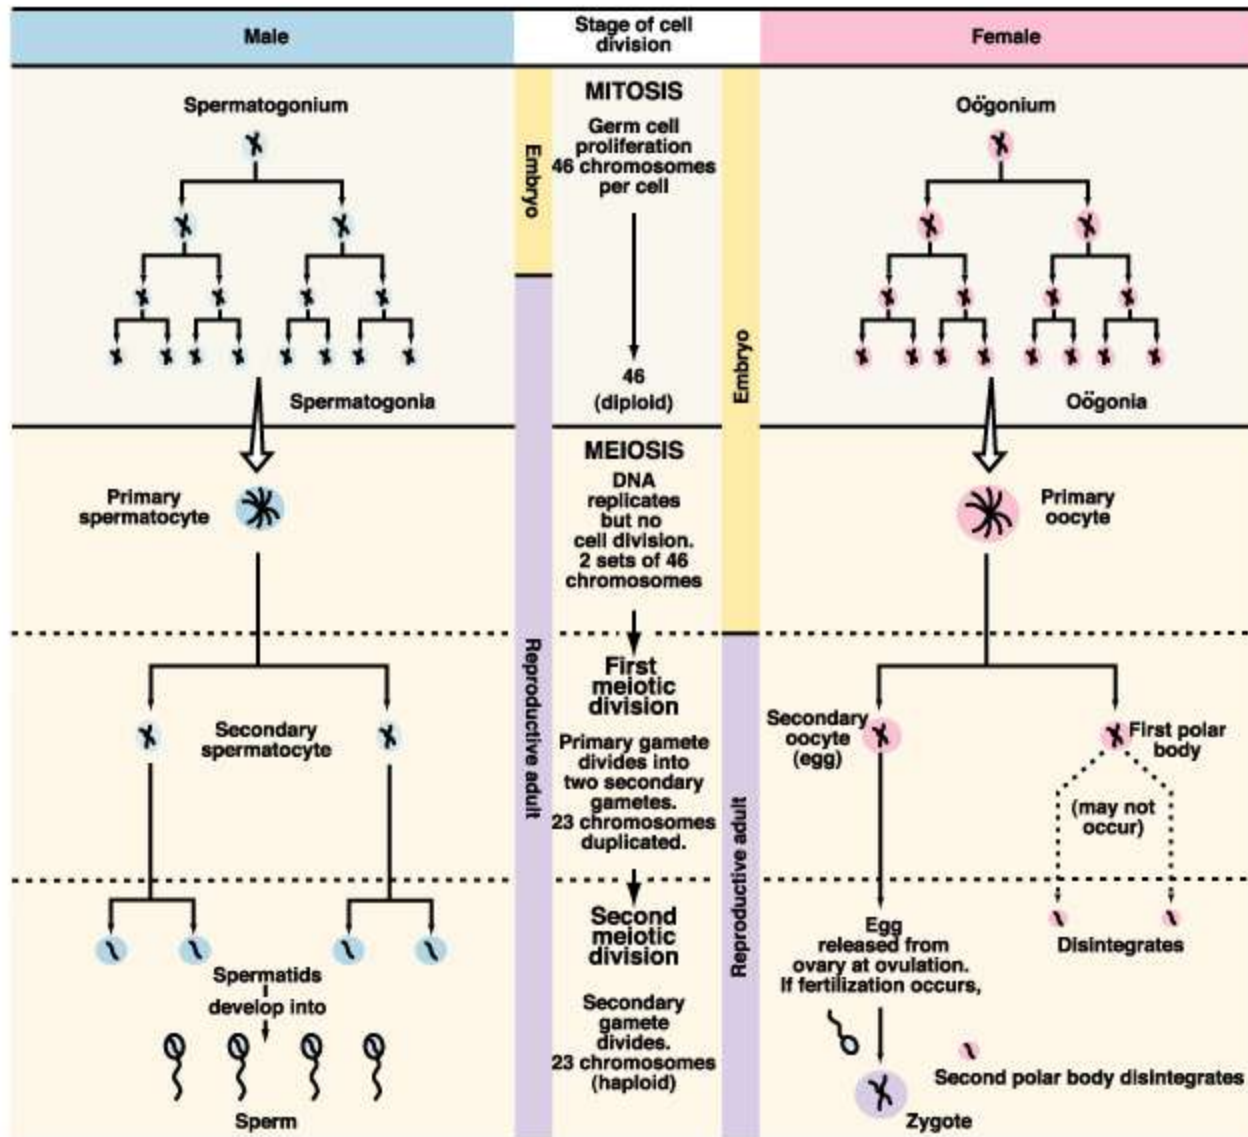 Male
Stage of cell
division
Female
Spermatogonium
MITOSIS
Germ cell
proliferation
46 chromosomes
per cell
Oögonium
Embryo
Embryo
46
(diploid)
Spermatogonia
Oögonia
MEIOSIS
DNA
replicates
but no
cell division.
2 sets of 46
chromosomes
Primary
spermatocyte
Primary
oocyte
Reproductive adult
Reproductive adult
First
meiotic
division
Primary gamete
divides into
two secondary
gametes.
23 chromosomes
duplicated.
Secondary
spermatocyte
Secondary
oocyte
(egg)
First polar
body
(may not
occur)
Second
meiotic
division
Secondary
gamete
divides.
23 chromosomes
(haploid)
Spermatids
develop into
Sperm
Egg
released from
ovary at ovulation.
If fertilization occurs,
Disintegrates
Second polar body disintegrates
Zygote